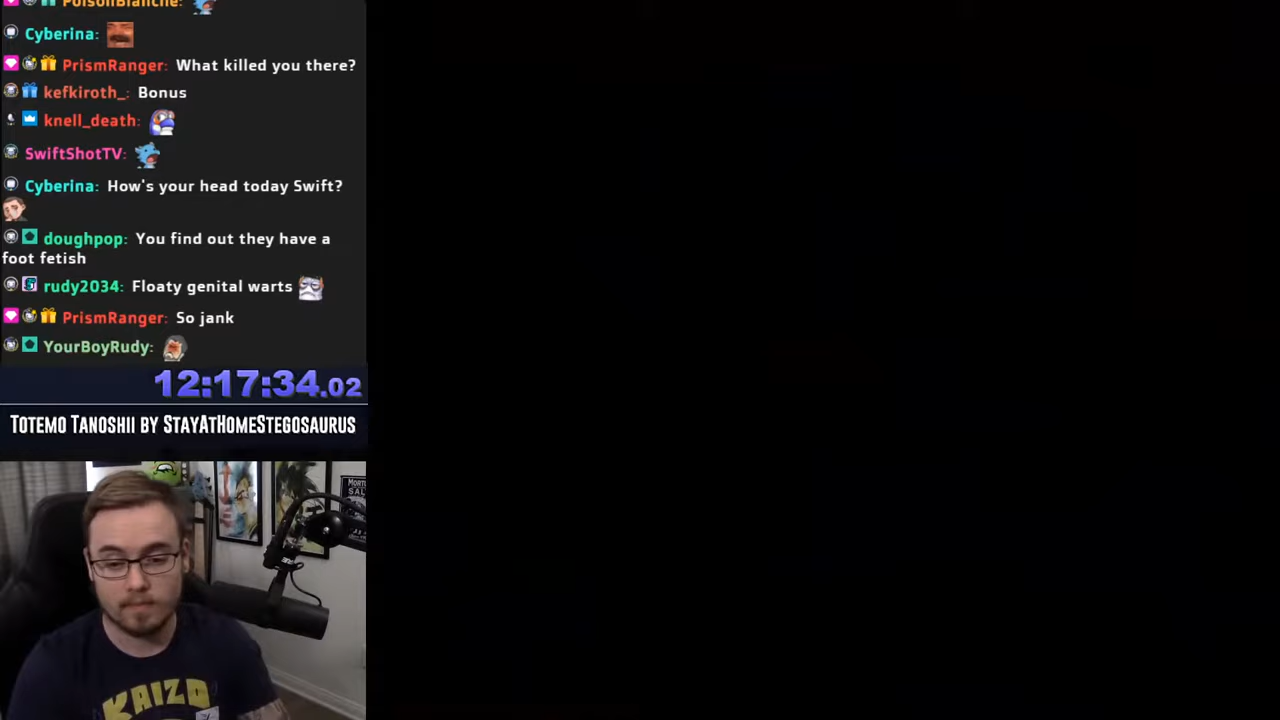 PoisonBlanche:
Cyberina:
PrismRanger: What killed you there?
kefkiroth_: Bonus
knell_death:
SwiftShotTV:
Cyberina: How's your head today Swift?
doughpop: You find out they have a
foot fetish
rudy2034: Floaty genital warts
PrismRanger: So jank
YourBoyRudy:
12:17:34.02
TOTEMO TANOSHII BY STAYATHOMESTEGOSAURUS
KAIZO